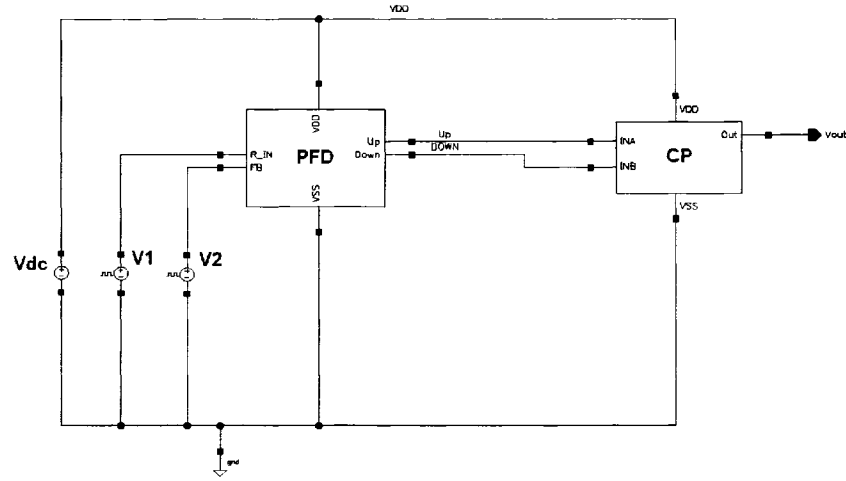 VDD
VDD
R_IN
FB
PFD
Up
Down
VSS
Up
DOWN
VDD
INA
INB
CP
Out
VSS
Vout
Vdc
V1
V2
gnd